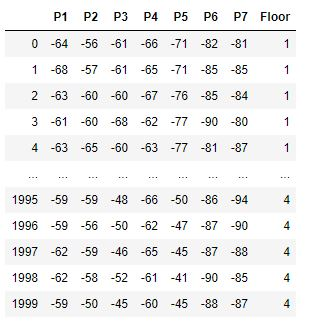 P1 P2 P3 P4 P5 P6 P7 Floor
0 -64 -56 -61 -66 -71 -82 -81 1
1 -68 -57 -61 -65 -71 -85 -85 1
2 -63 -60 -60 -67 -76 -85 -84 1
3 -61 -60 -68 -62 -77 -90 -80 1
4 -63 -65 -60 -63 -77 -81 -87 1
... ... ... ... ... ... ... ... ...
1995 -59 -59 -48 -66 -50 -86 -94 4
1996 -59 -56 -50 -62 -47 -87 -90 4
1997 -62 -59 -46 -65 -45 -87 -88 4
1998 -62 -58 -52 -61 -41 -90 -85 4
1999 -59 -50 -45 -60 -45 -88 -87 4